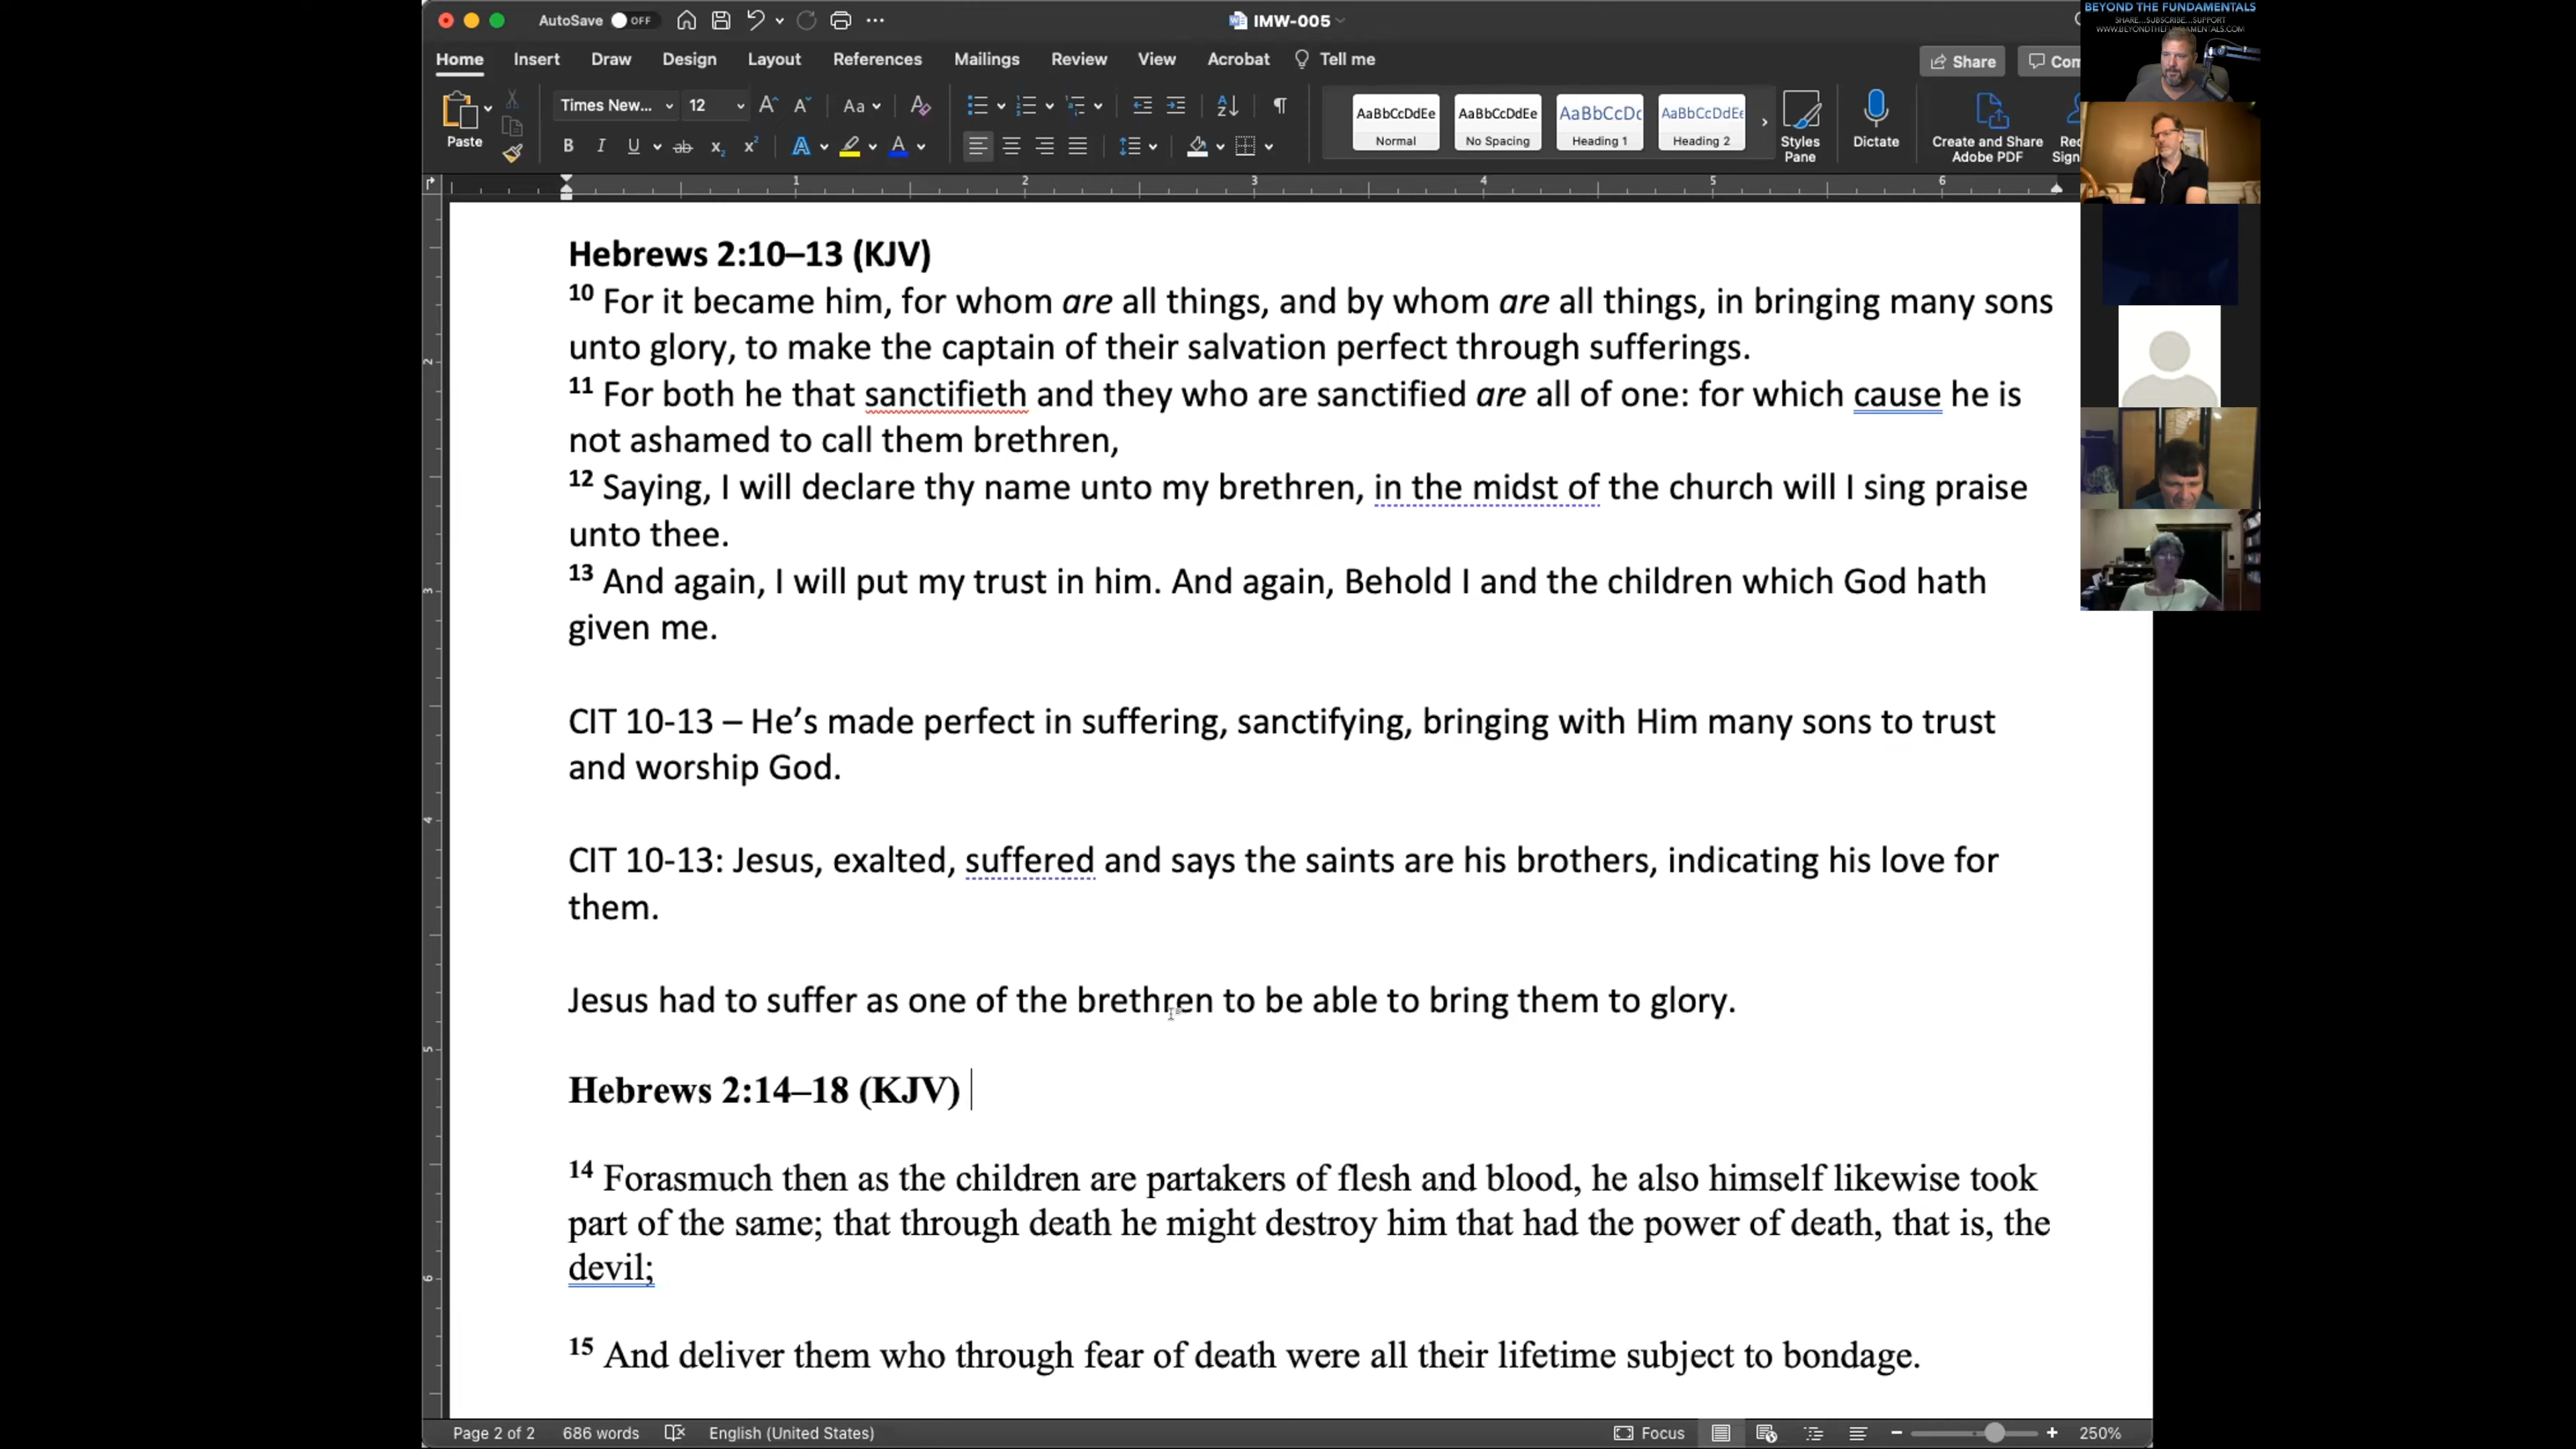 AutoSave OFF
IMW-005
Home Insert Draw Design Layout References Mailings Review View Acrobat Tell me
Share
Com
Paste
Times New... 12
Aa
AaBbCcDdEe AaBbCcDdEe AaBbCcDc AaBbCcDdEe
Normal No Spacing Heading 1 Heading 2
Styles Pane
Dictate
Create and Share Adobe PDF
BEYOND THE FUNDAMENTALS
SHARE...SUBSCRIBE...SUPPORT
WWW.BEYONDTHEFUNDAMENTALS.COM
1 2 3 4 5 6
Hebrews 2:10–13 (KJV)
10 For it became him, for whom are all things, and by whom are all things, in bringing many sons
unto glory, to make the captain of their salvation perfect through sufferings.
11 For both he that sanctifieth and they who are sanctified are all of one: for which cause he is
not ashamed to call them brethren,
12 Saying, I will declare thy name unto my brethren, in the midst of the church will I sing praise
unto thee.
13 And again, I will put my trust in him. And again, Behold I and the children which God hath
given me.
CIT 10-13 – He’s made perfect in suffering, sanctifying, bringing with Him many sons to trust
and worship God.
CIT 10-13: Jesus, exalted, suffered and says the saints are his brothers, indicating his love for
them.
Jesus had to suffer as one of the brethren to be able to bring them to glory.
Hebrews 2:14–18 (KJV)
14 Forasmuch then as the children are partakers of flesh and blood, he also himself likewise took
part of the same; that through death he might destroy him that had the power of death, that is, the
devil;
15 And deliver them who through fear of death were all their lifetime subject to bondage.
Page 2 of 2 686 words English (United States) Focus 250%